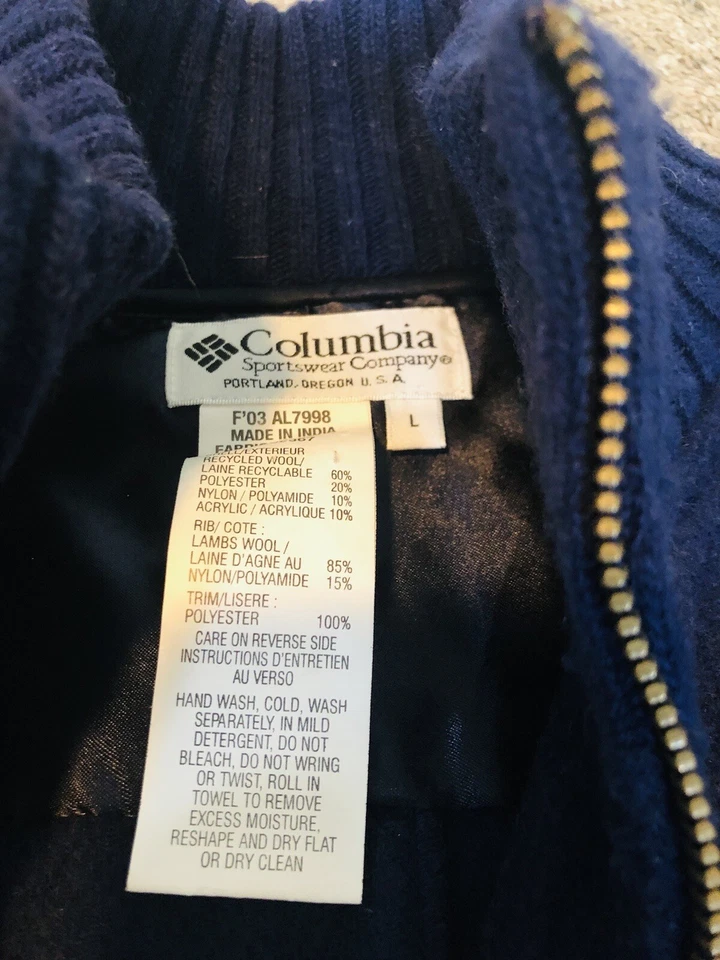 Columbia
Sportswear Company®
PORTLAND, OREGON U.S.A.
L
F'03 AL7998
MADE IN INDIA
EXTERIEUR
RECYCLED WOOL/
LAINE RECYCLABLE 60%
POLYESTER 20%
NYLON / POLYAMIDE 10%
ACRYLIC / ACRYLIQUE 10%
RIB/ COTE :
LAMBS WOOL /
LAINE D'AGNE AU 85%
NYLON/POLYAMIDE 15%
TRIM/LISERE :
POLYESTER 100%
CARE ON REVERSE SIDE
INSTRUCTIONS D'ENTRETIEN
AU VERSO
HAND WASH, COLD, WASH
SEPARATELY, IN MILD
DETERGENT, DO NOT
BLEACH, DO NOT WRING
OR TWIST, ROLL IN
TOWEL TO REMOVE
EXCESS MOISTURE,
RESHAPE AND DRY FLAT
OR DRY CLEAN